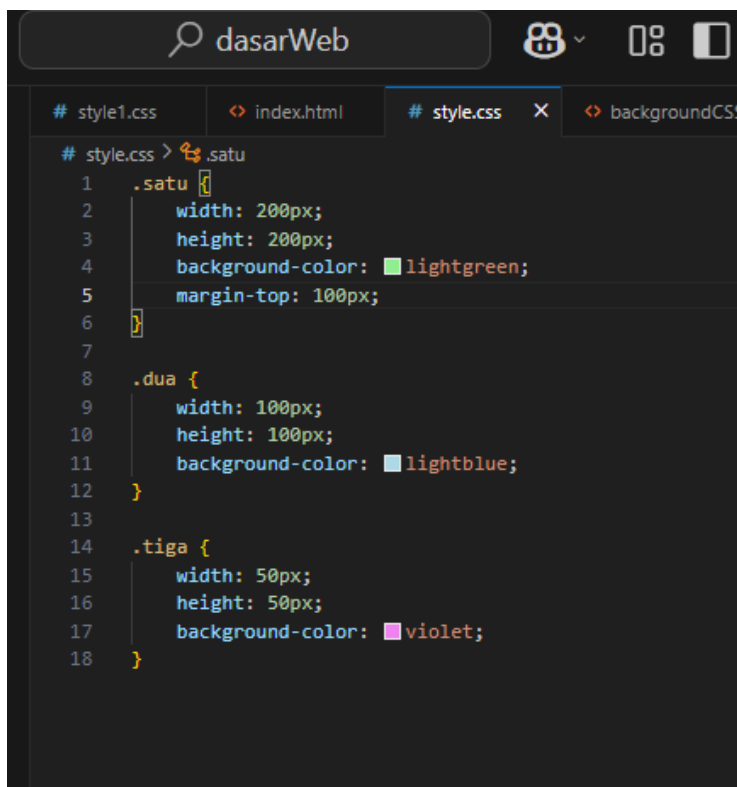 dasarWeb
# style1.css <> index.html # style.css × <> backgroundCSS
# style.css > .satu
1 .satu {
2 width: 200px;
3 height: 200px;
4 background-color: lightgreen;
5 margin-top: 100px;
6 }
7
8 .dua {
9 width: 100px;
10 height: 100px;
11 background-color: lightblue;
12 }
13
14 .tiga {
15 width: 50px;
16 height: 50px;
17 background-color: violet;
18 }